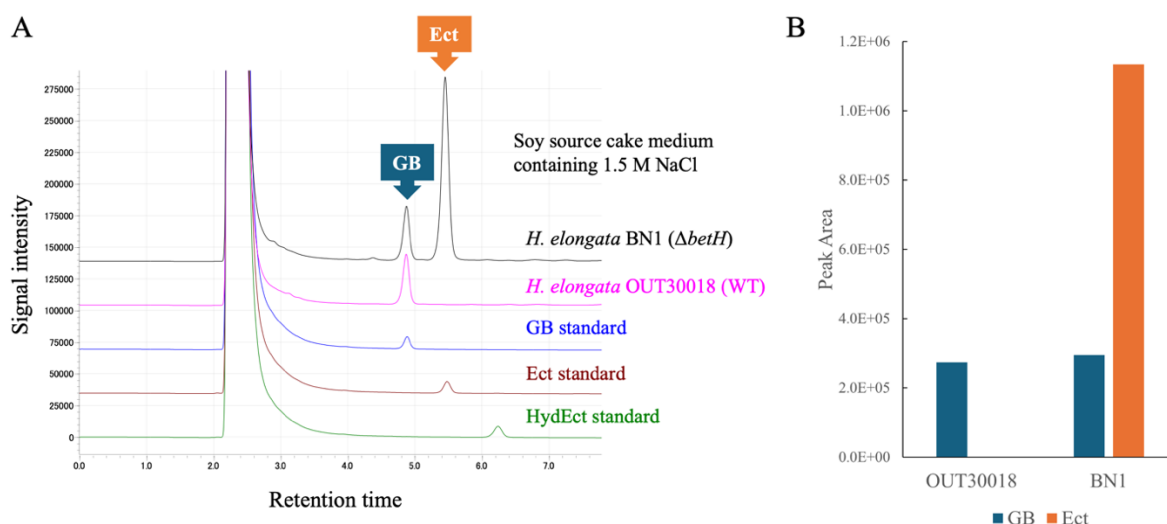 A
Ect
GB
Soy source cake medium
containing 1.5 M NaCl
H. elongata BN1 (ΔbetH)
H. elongata OUT30018 (WT)
GB standard
Ect standard
HydEct standard
Signal intensity
275000
250000
225000
200000
175000
150000
125000
100000
75000
50000
25000
0
0.0 1.0 2.0 3.0 4.0 5.0 6.0 7.0
Retention time
B
Peak Area
1.2E+06
1.1E+06
1.0E+06
8.0E+05
6.0E+05
4.0E+05
2.0E+05
0.0E+00
OUT30018 BN1
GB Ect